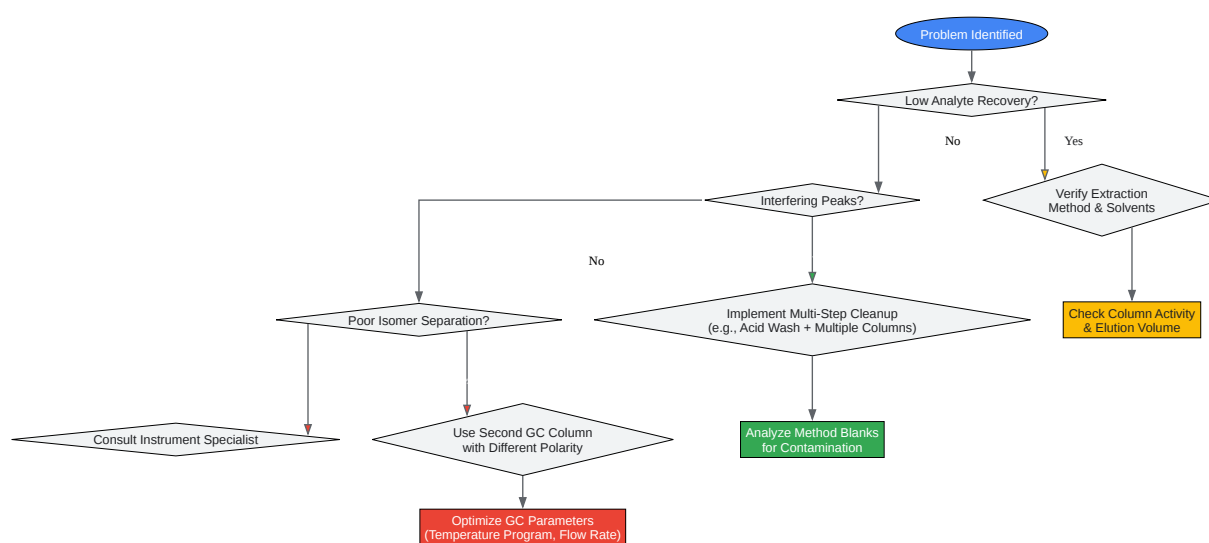 Problem Identified
Low Analyte Recovery?
No
Yes
Interfering Peaks?
Verify Extraction
Method & Solvents
No
Poor Isomer Separation?
Implement Multi-Step Cleanup
(e.g., Acid Wash + Multiple Columns)
Check Column Activity
& Elution Volume
Consult Instrument Specialist
Use Second GC Column
with Different Polarity
Analyze Method Blanks
for Contamination
Optimize GC Parameters
(Temperature Program, Flow Rate)